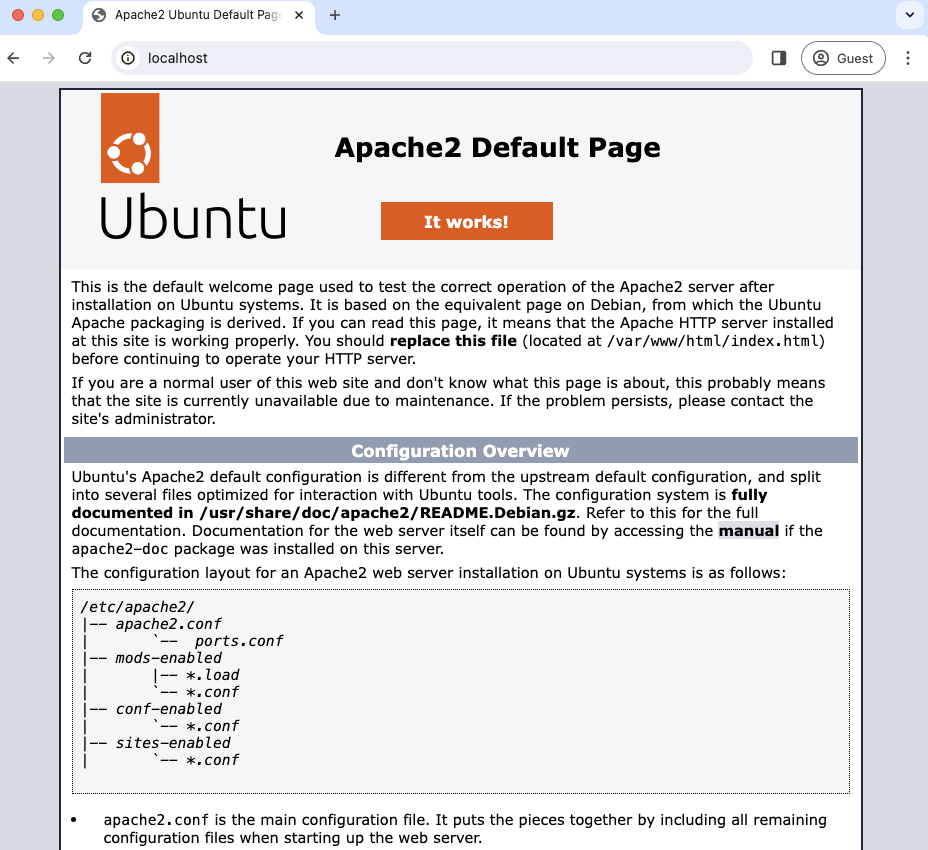 Apache2 Ubuntu Default Pag
localhost
Guest
Apache2 Default Page
Ubuntu
It works!
This is the default welcome page used to test the correct operation of the Apache2 server after
installation on Ubuntu systems. It is based on the equivalent page on Debian, from which the Ubuntu
Apache packaging is derived. If you can read this page, it means that the Apache HTTP server installed
at this site is working properly. You should replace this file (located at /var/www/html/index.html)
before continuing to operate your HTTP server.
If you are a normal user of this web site and don't know what this page is about, this probably means
that the site is currently unavailable due to maintenance. If the problem persists, please contact the
site's administrator.
Configuration Overview
Ubuntu's Apache2 default configuration is different from the upstream default configuration, and split
into several files optimized for interaction with Ubuntu tools. The configuration system is fully
documented in /usr/share/doc/apache2/README.Debian.gz. Refer to this for the full
documentation. Documentation for the web server itself can be found by accessing the manual if the
apache2-doc package was installed on this server.
The configuration layout for an Apache2 web server installation on Ubuntu systems is as follows:
/etc/apache2/
|-- apache2.conf
|       `--  ports.conf
|-- mods-enabled
|       |-- *.load
|       `-- *.conf
|-- conf-enabled
|       `-- *.conf
|-- sites-enabled
|       `-- *.conf
• apache2.conf is the main configuration file. It puts the pieces together by including all remaining
configuration files when starting up the web server.